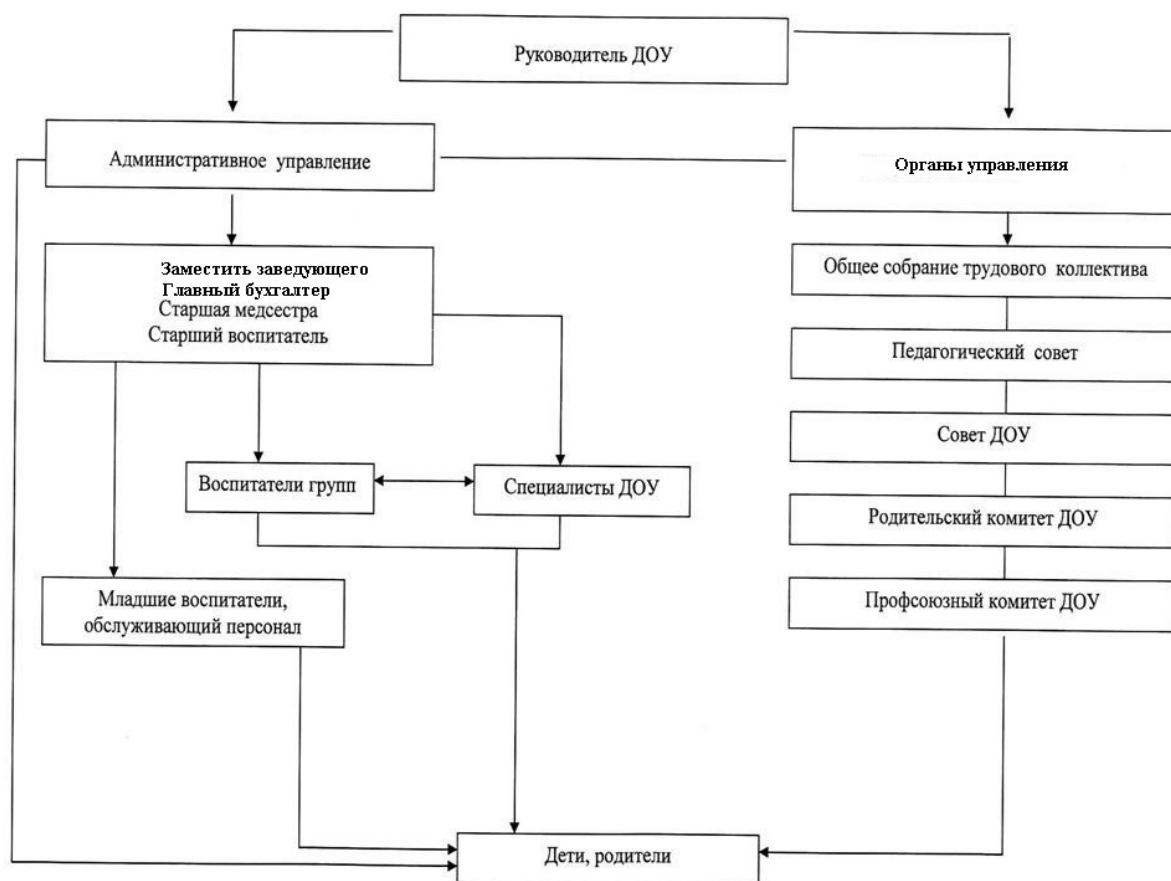 Руководитель ДОУ
Административное управление
Органы управления
Заместить заведующего
Главный бухгалтер
Старшая медсестра
Старший воспитатель
Общее собрание трудового коллектива
Педагогический совет
Совет ДОУ
Воспитатели групп
Специалисты ДОУ
Родительский комитет ДОУ
Младшие воспитатели,
обслуживающий персонал
Профсоюзный комитет ДОУ
Дети, родители